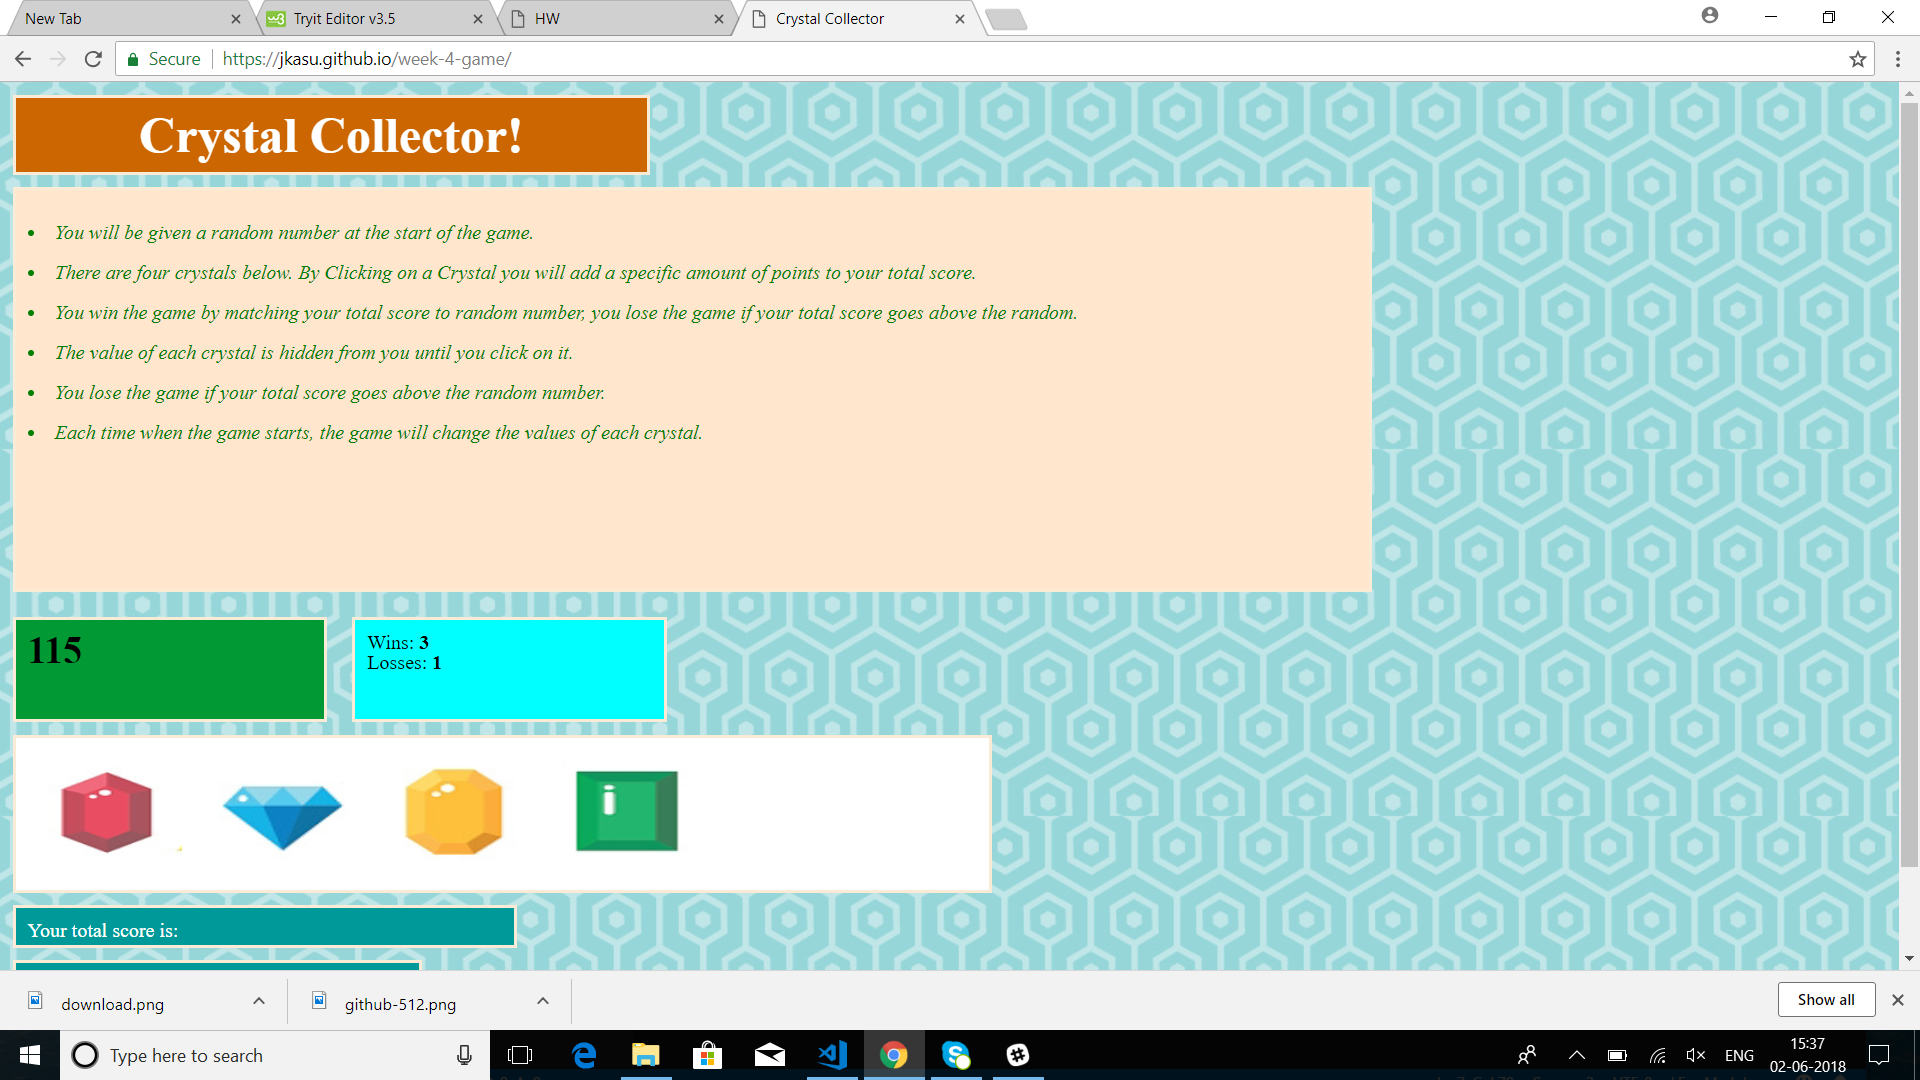 New Tab
Tryit Editor v3.5
HW
Crystal Collector
Secure
https://jkasu.github.io/week-4-game/
Crystal Collector!
You will be given a random number at the start of the game.
There are four crystals below. By Clicking on a Crystal you will add a specific amount of points to your total score.
You win the game by matching your total score to random number, you lose the game if your total score goes above the random.
The value of each crystal is hidden from you until you click on it.
You lose the game if your total score goes above the random number.
Each time when the game starts, the game will change the values of each crystal.
115
Wins: 3
Losses: 1
Your total score is:
download.png
github-512.png
Show all
Type here to search
ENG
15:37
02-06-2018